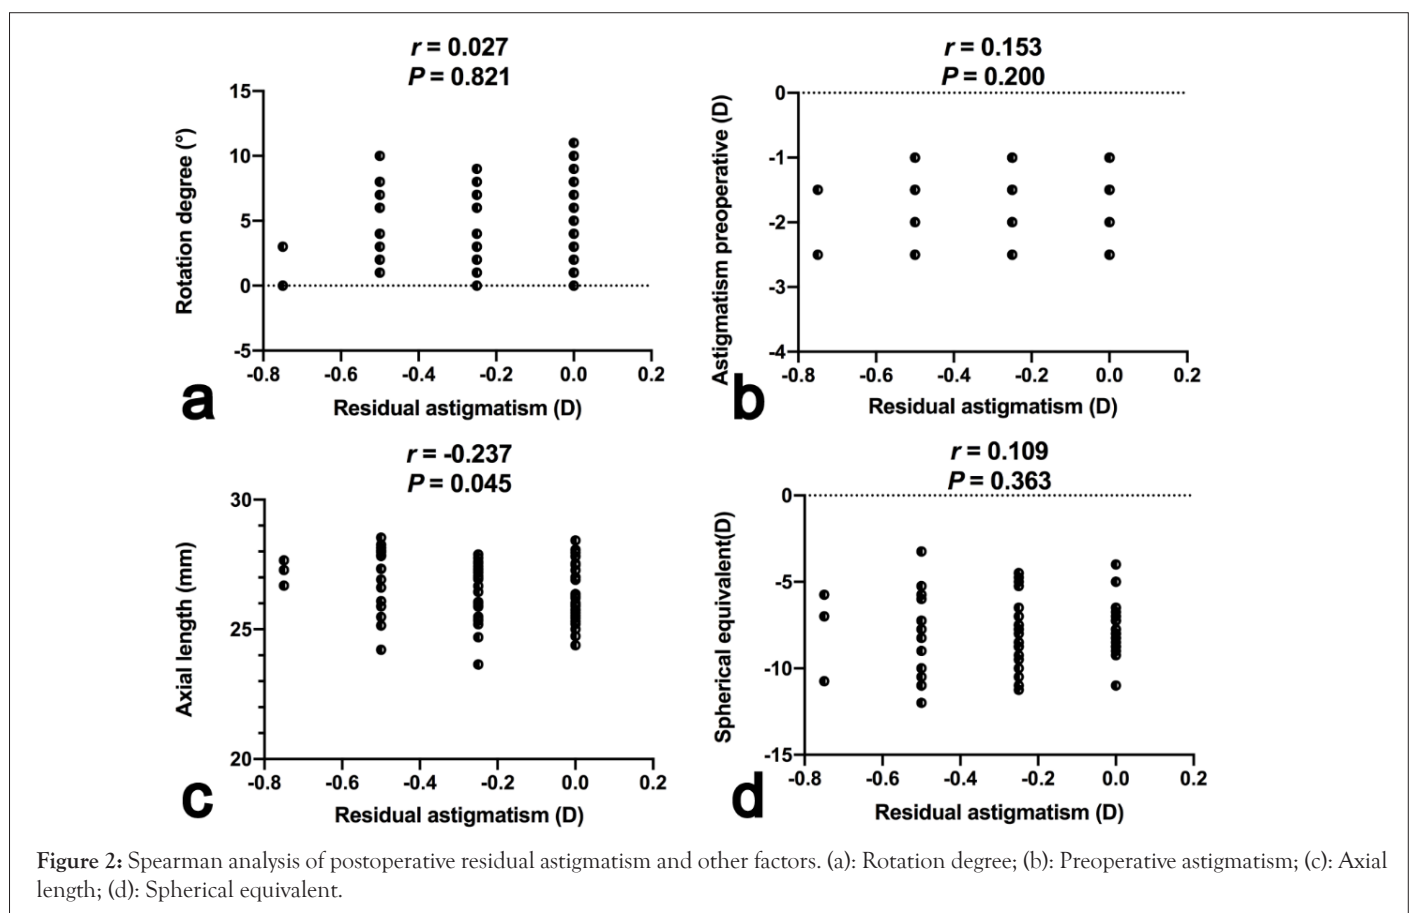 r = 0.027
P = 0.821
15
10
5
0
-5
Rotation degree (°)
-0.8 -0.6 -0.4 -0.2 0.0 0.2
Residual astigmatism (D)
a
r = 0.153
P = 0.200
0
-1
-2
-3
-4
Astigmatism preoperative (D)
-0.8 -0.6 -0.4 -0.2 0.0 0.2
Residual astigmatism (D)
b
r = -0.237
P = 0.045
30
25
20
Axial length (mm)
-0.8 -0.6 -0.4 -0.2 0.0 0.2
Residual astigmatism (D)
c
r = 0.109
P = 0.363
0
-5
-10
-15
Spherical equivalent(D)
-0.8 -0.6 -0.4 -0.2 0.0 0.2
Residual astigmatism (D)
d
Figure 2: Spearman analysis of postoperative residual astigmatism and other factors. (a): Rotation degree; (b): Preoperative astigmatism; (c): Axial
length; (d): Spherical equivalent.